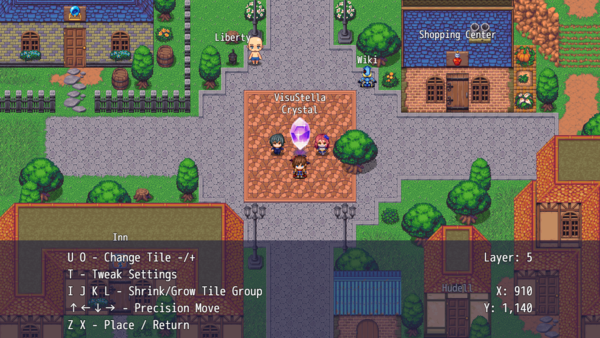 Liberty
Shopping Center
Wiki
VisuStella
Crystal
Inn
U O - Change Tile -/+
T - Tweak Settings
I J K L - Shrink/Grow Tile Group
↑←↓→ - Precision Move
Z X - Place / Return
Layer: 5
Hudell
X: 910
Y: 1,140